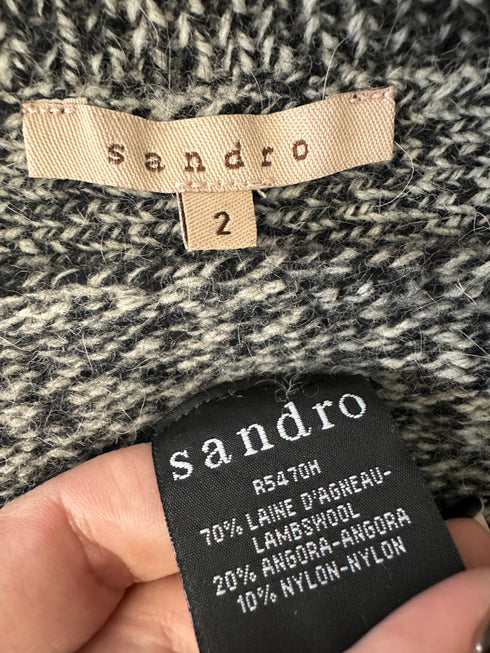 sandro
2
sandro
R5470H
70% LAINE D'AGNEAU-
LAMBSWOOL
20% ANGORA-ANGORA
10% NYLON-NYLON